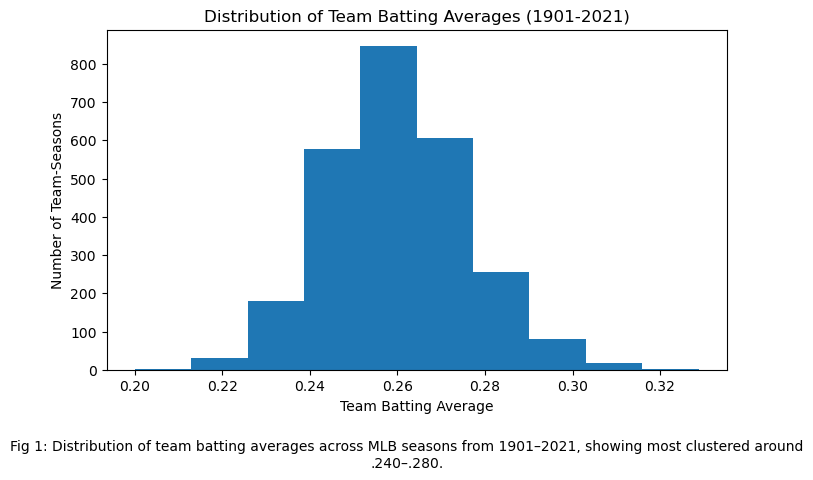 Distribution of Team Batting Averages (1901-2021)
800
700
600
500
400
300
200
100
0
Number of Team-Seasons
0.20 0.22 0.24 0.26 0.28 0.30 0.32
Team Batting Average
Fig 1: Distribution of team batting averages across MLB seasons from 1901–2021, showing most clustered around
.240–.280.